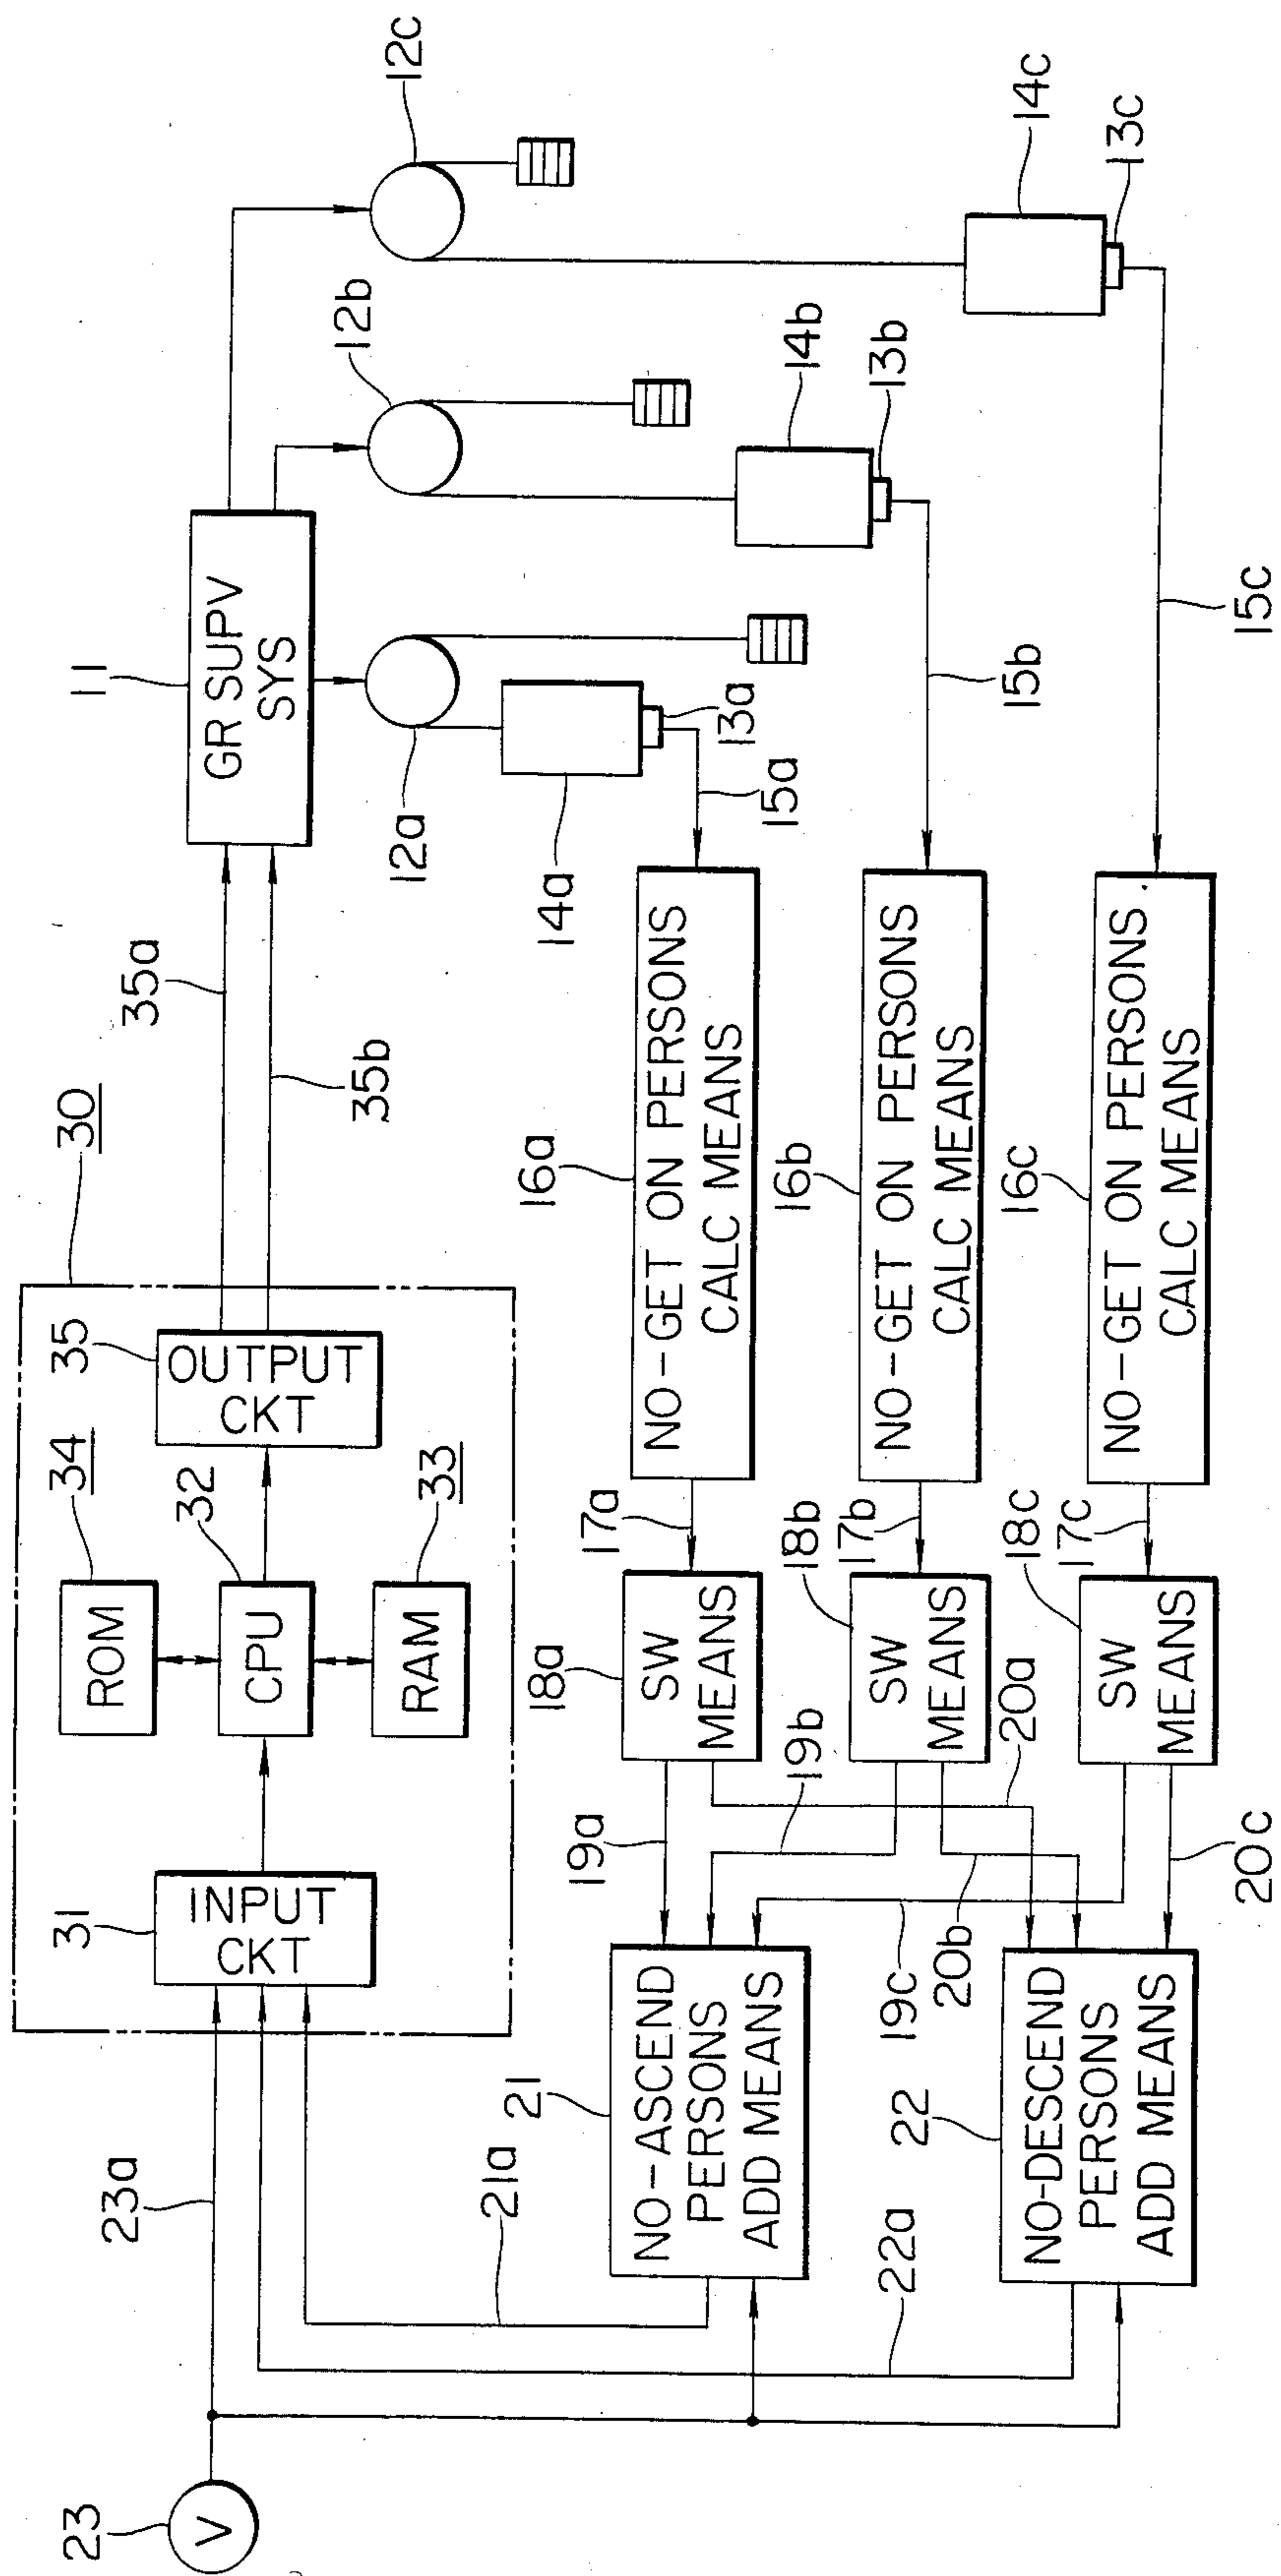 23
V
23a
30
31
INPUT
CKT
34
ROM
32
CPU
33
RAM
35
OUTPUT
CKT
35a
35b
11
GR SUPV
SYS
12a
12b
12c
14a
13a
15a
14b
13b
15b
14c
13c
15c
16a
NO-GET ON PERSONS
CALC MEANS
16b
NO-GET ON PERSONS
CALC MEANS
16c
NO-GET ON PERSONS
CALC MEANS
17a
17b
17c
18a
SW
MEANS
18b
SW
MEANS
18c
SW
MEANS
19a
19b
19c
20a
20b
20c
21
NO-ASCEND
PERSONS
ADD MEANS
21a
22
NO-DESCEND
PERSONS
ADD MEANS
22a